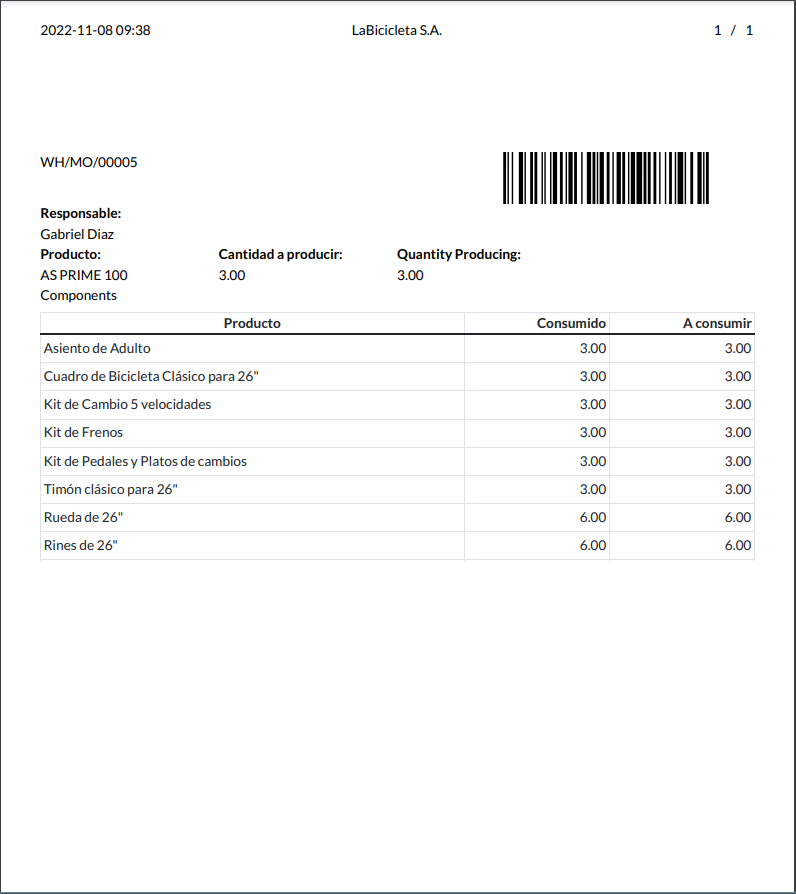 2022-11-08 09:38 LaBicicleta S.A. 1 / 1
WH/MO/00005
Responsable:
Gabriel Diaz
Producto: Cantidad a producir: Quantity Producing:
AS PRIME 100 3.00 3.00
Components
Producto Consumido A consumir
Asiento de Adulto 3.00 3.00
Cuadro de Bicicleta Clásico para 26" 3.00 3.00
Kit de Cambio 5 velocidades 3.00 3.00
Kit de Frenos 3.00 3.00
Kit de Pedales y Platos de cambios 3.00 3.00
Timón clásico para 26" 3.00 3.00
Rueda de 26" 6.00 6.00
Rines de 26" 6.00 6.00